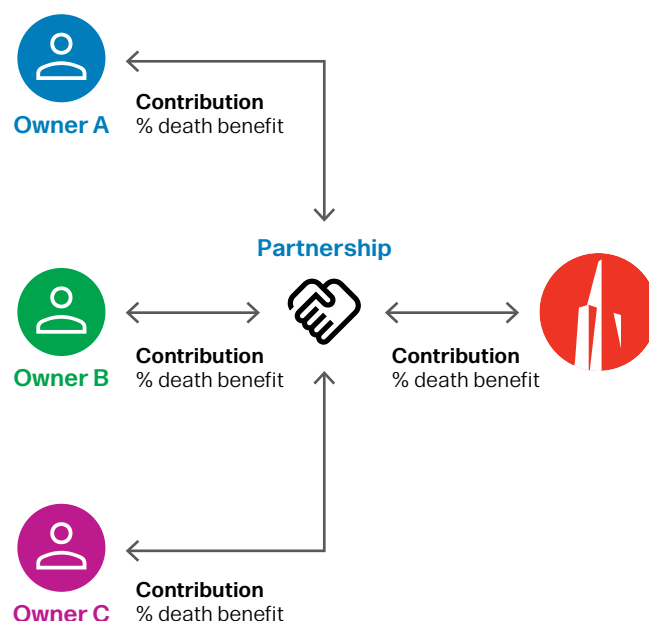 Contribution
% death benefit
Owner A
Partnership
Contribution
% death benefit
Owner B
Contribution
% death benefit
Contribution
% death benefit
Owner C